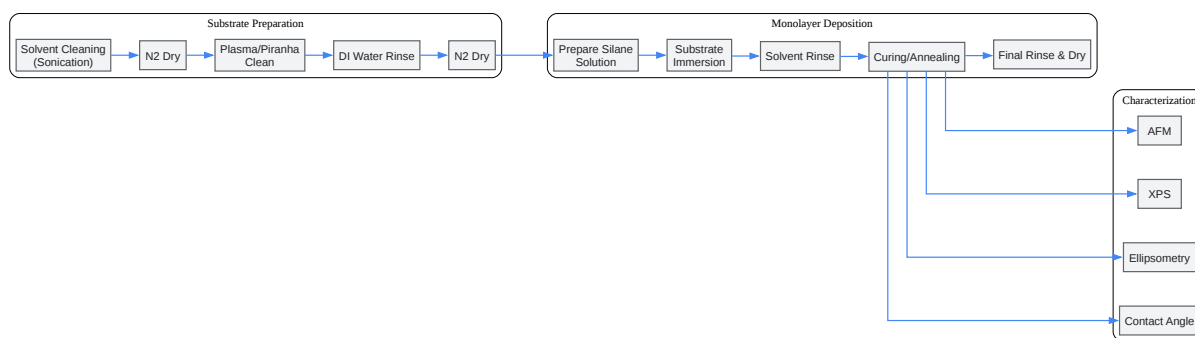 Substrate Preparation
Solvent Cleaning
(Sonication)
N2 Dry
Plasma/Piranha
Clean
DI Water Rinse
N2 Dry
Monolayer Deposition
Prepare Silane
Solution
Substrate
Immersion
Solvent Rinse
Curing/Annealing
Final Rinse & Dry
Characterization
AFM
XPS
Ellipsometry
Contact Angle